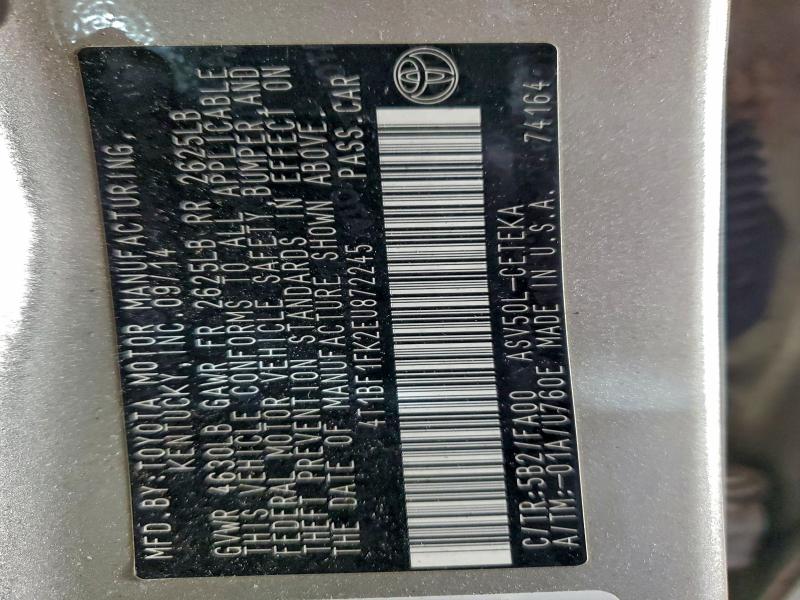 MFD BY:TOYOTA MOTOR MANUFACTURING,
KENTUCKY, INC.09/14
GVWR 4630LB GAWR FR 2625LB RR 2625LB
THIS VEHICLE CONFORMS TO ALL APPLICABLE
FEDERAL MOTOR VEHICLE SAFETY, BUMPER,AND
THEFT PREVENTION STANDARDS IN EFFECT ON
THE DATE OF MANUFACTURE SHOWN ABOVE.
4T1BF1FK2EU872245 PASS.CAR
C/TR:5B2/FA00 ASV50L-CETEKA
A/TM:-01A/U760E MADE IN U.S.A. 74164